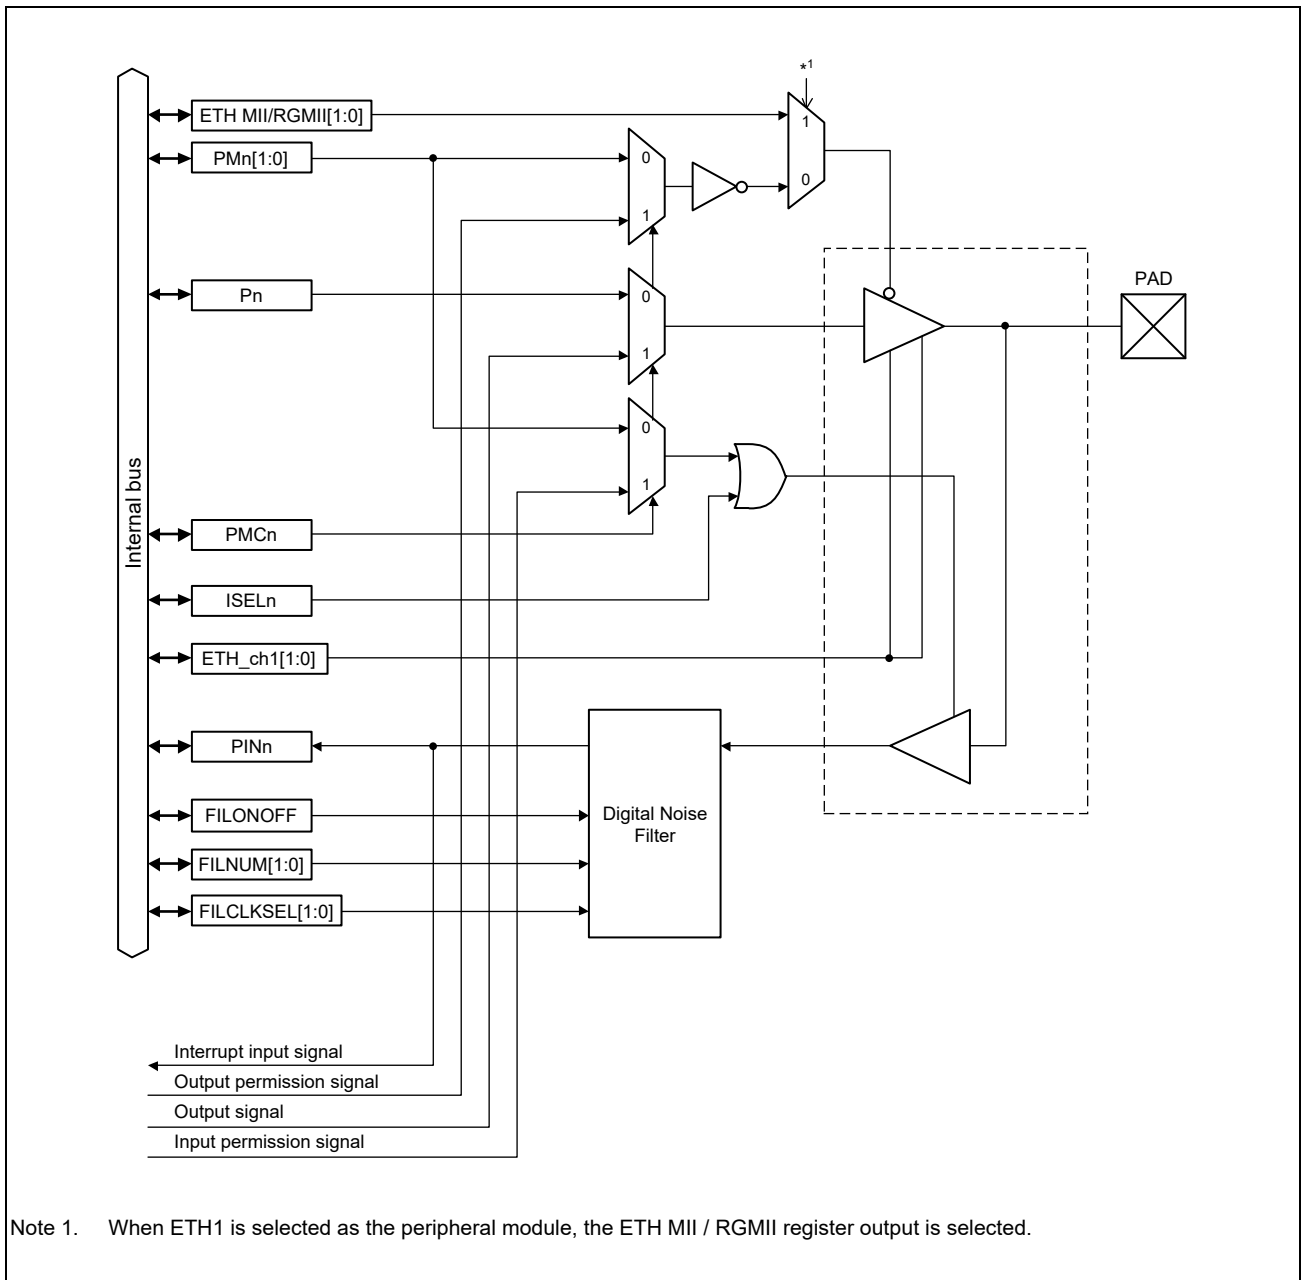 *1
ETH MII/RGMII[1:0]
1
PMn[1:0]
0
0
1
PAD
Pn
0
1
0
Internal bus
1
PMCn
ISELn
ETH_ch1[1:0]
PINn
FILONOFF
Digital Noise
Filter
FILNUM[1:0]
FILCLKSEL[1:0]
Interrupt input signal
Output permission signal
Output signal
Input permission signal
Note 1. When ETH1 is selected as the peripheral module, the ETH MII / RGMII register output is selected.